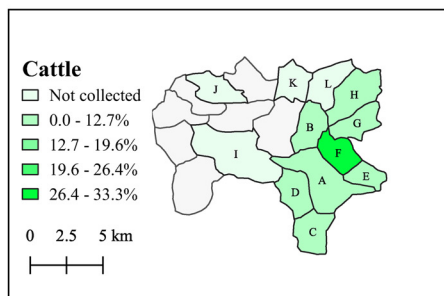 Cattle
Not collected
0.0 - 12.7%
12.7 - 19.6%
19.6 - 26.4%
26.4 - 33.3%
0 2.5 5 km
J
K
L
H
G
B
F
I
E
A
D
C